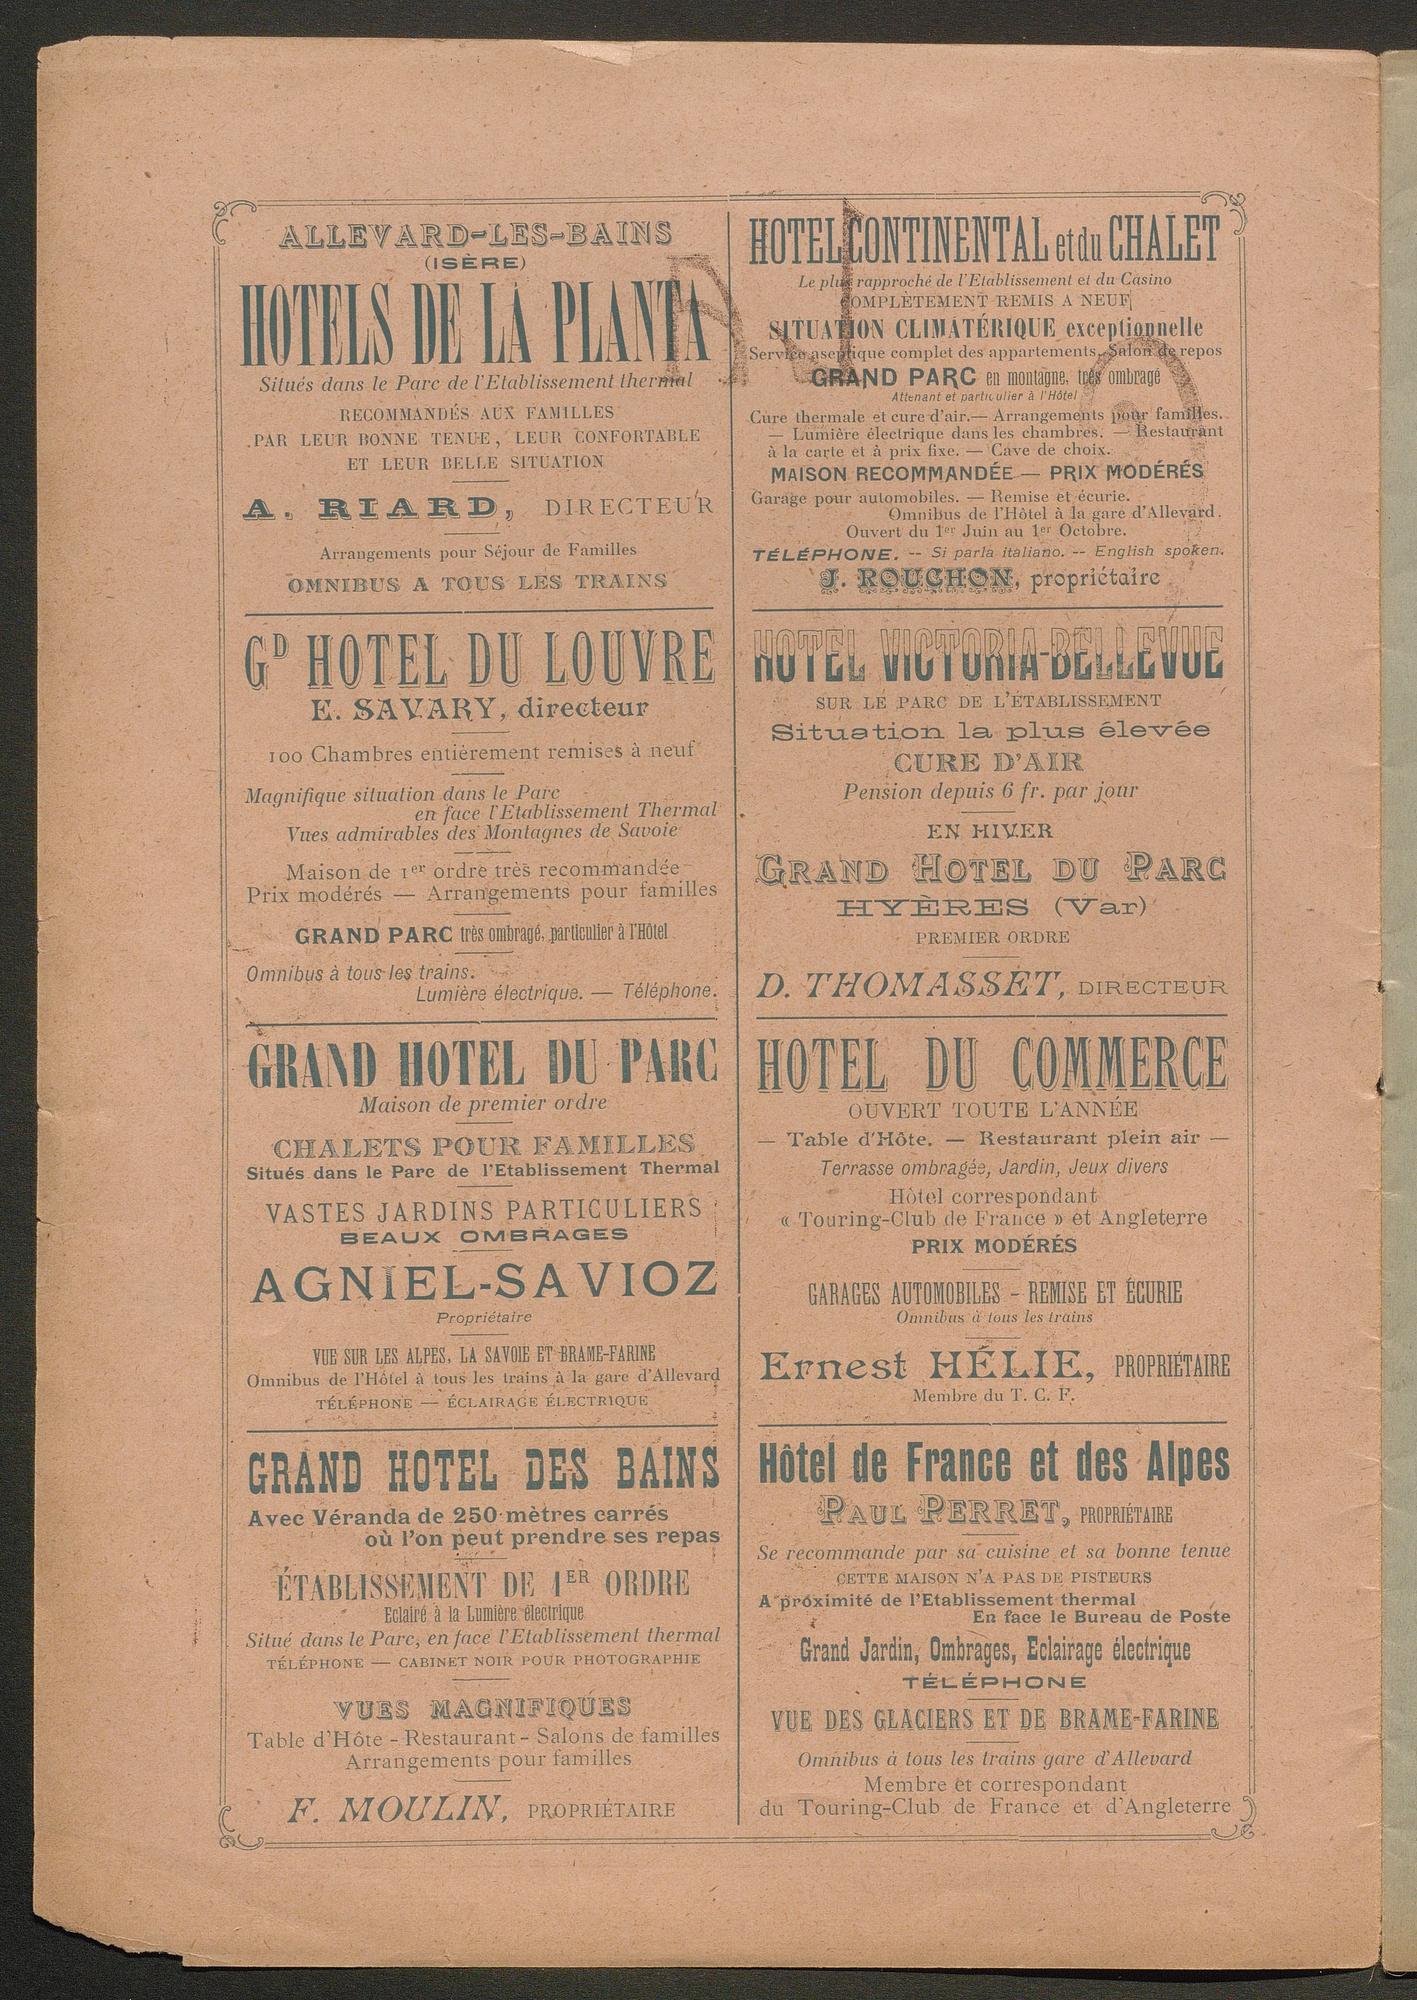 ALLEVARD-LES-BAINS
(ISÈRE)
HOTELS DE LA PLANTA
Situés dans le Parc de l'Etablissement thermal
RECOMMANDÉS AUX FAMILLES
PAR LEUR BONNE TENUE, LEUR CONFORTABLE
ET LEUR BELLE SITUATION
A. RIARD, DIRECTEUR
Arrangements pour Séjour de Familles
OMNIBUS A TOUS LES TRAINS
GD HOTEL DU LOUVRE
E. SAVARY, directeur
100 Chambres entièrement remises à neuf
Magnifique situation dans le Parc
en face l'Etablissement Thermal
Vues admirables des Montagnes de Savoie
Maison de 1er ordre très recommandée
Prix modérés — Arrangements pour familles
GRAND PARC très ombragé, particulier à l'Hôtel
Omnibus à tous les trains.
Lumière électrique. — Téléphone.
GRAND HOTEL DU PARC
Maison de premier ordre
CHALETS POUR FAMILLES
Situés dans le Parc de l'Etablissement Thermal
VASTES JARDINS PARTICULIERS
BEAUX OMBRAGES
AGNIEL-SAVIOZ
Propriétaire
VUE SUR LES ALPES, LA SAVOIE ET BRAME-FARINE
Omnibus de l'Hôtel à tous les trains à la gare d'Allevard
TÉLÉPHONE — ÉCLAIRAGE ÉLECTRIQUE
GRAND HOTEL DES BAINS
Avec Véranda de 250 mètres carrés
où l'on peut prendre ses repas
ÉTABLISSEMENT DE 1ER ORDRE
Eclairé à la Lumière électrique
Situé dans le Parc, en face l'Etablissement thermal
TÉLÉPHONE — CABINET NOIR POUR PHOTOGRAPHIE
VUES MAGNIFIQUES
Table d'Hôte - Restaurant - Salons de familles
Arrangements pour familles
F. MOULIN, PROPRIÉTAIRE
HOTEL CONTINENTAL et du CHALET
Le plus rapproché de l'Etablissement et du Casino
COMPLÈTEMENT REMIS A NEUF
SITUATION CLIMATÉRIQUE exceptionnelle
Service aseptique complet des appartements. Salon de repos
GRAND PARC en montagne, très ombragé
Attenant et particulier à l'Hôtel
Cure thermale et cure d'air. — Arrangements pour familles.
— Lumière électrique dans les chambres. — Restaurant
à la carte et à prix fixe. — Cave de choix.
MAISON RECOMMANDÉE — PRIX MODÉRÉS
Garage pour automobiles. — Remise et écurie.
Omnibus de l'Hôtel à la gare d'Allevard.
Ouvert du 1er Juin au 1er Octobre.
TÉLÉPHONE. -- Si parla italiano. -- English spoken.
J. ROUCHON, propriétaire
HOTEL VICTORIA-BELLEVUE
SUR LE PARC DE L'ÉTABLISSEMENT
Situation la plus élevée
CURE D'AIR
Pension depuis 6 fr. par jour
EN HIVER
GRAND HOTEL DU PARC
HYÈRES (Var)
PREMIER ORDRE
D. THOMASSET, DIRECTEUR
HOTEL DU COMMERCE
OUVERT TOUTE L'ANNÉE
— Table d'Hôte. — Restaurant plein air —
Terrasse ombragée, Jardin, Jeux divers
Hôtel correspondant
« Touring-Club de France » et Angleterre
PRIX MODÉRÉS
GARAGES AUTOMOBILES - REMISE ET ÉCURIE
Omnibus à tous les trains
Ernest HÉLIE, PROPRIÉTAIRE
Membre du T. C. F.
Hôtel de France et des Alpes
PAUL PERRET, PROPRIÉTAIRE
Se recommande par sa cuisine et sa bonne tenue
CETTE MAISON N'A PAS DE PISTEURS
A proximité de l'Etablissement thermal
En face le Bureau de Poste
Grand Jardin, Ombrages, Eclairage électrique
TÉLÉPHONE
VUE DES GLACIERS ET DE BRAME-FARINE
Omnibus à tous les trains gare d'Allevard
Membre et correspondant
du Touring-Club de France et d'Angleterre